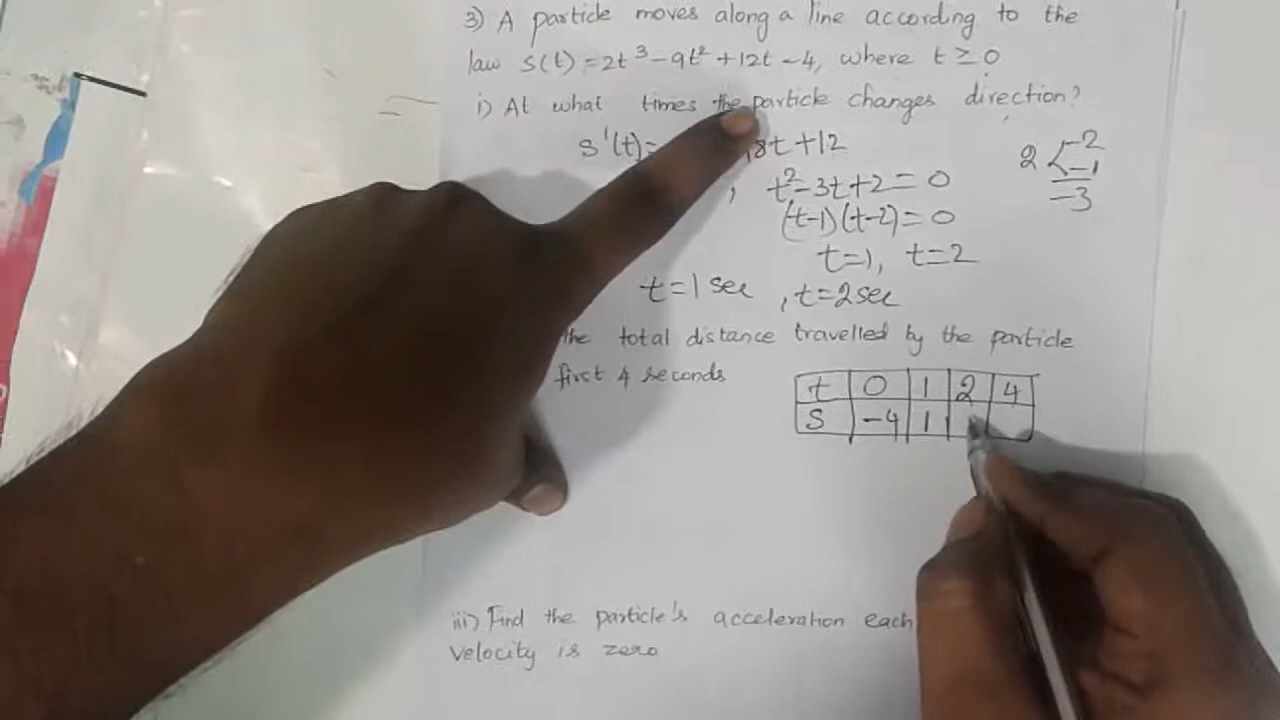 3) A particle moves along a line according to the
law s(t) = 2t³ - 9t² + 12t - 4, where t ≥ 0
i) At what times the particle changes direction?
s'(t)= 8t+12
, t²-3t+2=0
(t-1)(t-2)=0
t=1, t=2
2 < -2
-1
-3
t=1 sec , t=2sec
the total distance travelled by the particle
first 4 seconds
t 0 1 2 4
S -4 1
iii) Find the particle's acceleration each
velocity is zero